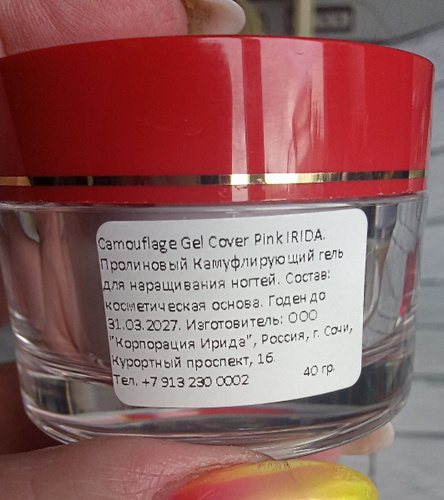 Camouflage Gel Cover Pink IRIDA.
Пролиновый Камуфлирующий гель
для наращивания ногтей. Состав:
косметическая основа. Годен до
31.03.2027. Изготовитель: ООО
"Корпорация Ирида", Россия, г. Сочи,
Курортный проспект, 16.
Тел. +7 913 230 0002 40 гр.